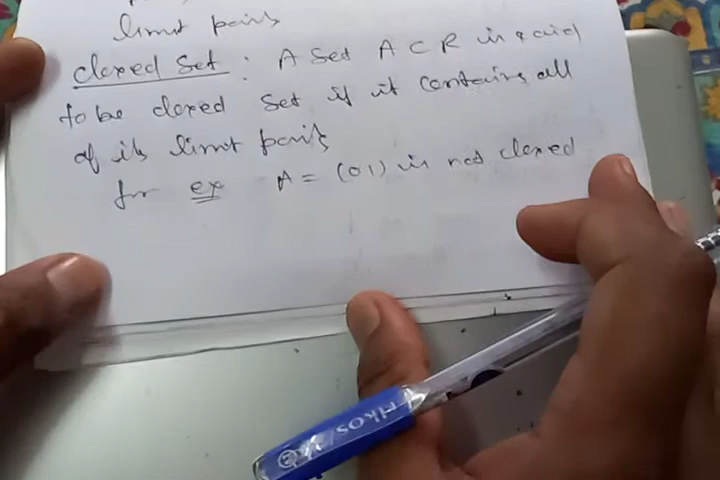 limit points
closed Set : A Set A ⊂ R is said
to be closed set if it contains all
of its limit points
for ex A = (0 1) is not closed